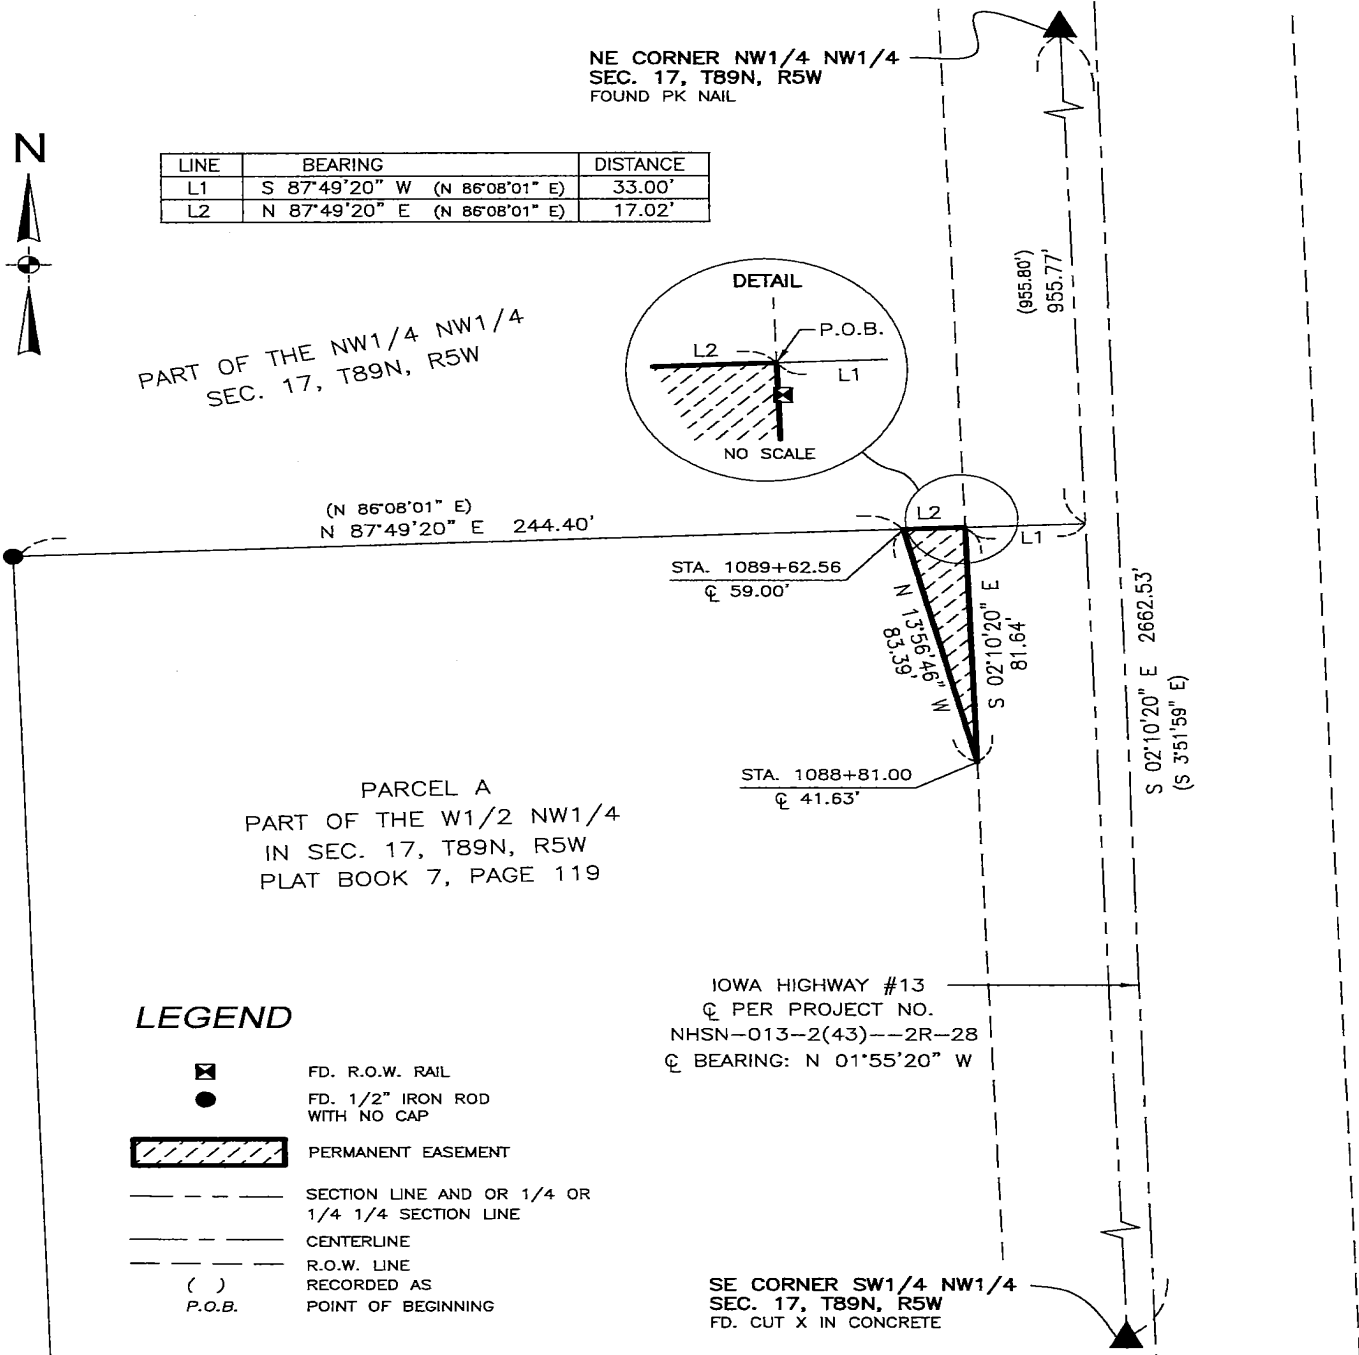 NE CORNER NW1/4 NW1/4
SEC. 17, T89N, R5W
FOUND PK NAIL
N
LINE BEARING DISTANCE
L1 S 87°49'20" W (N 86°08'01" E) 33.00'
L2 N 87°49'20" E (N 86°08'01" E) 17.02'
(955.80')
955.77'
DETAIL
P.O.B.
L2
L1
NO SCALE
PART OF THE NW1/4 NW1/4
SEC. 17, T89N, R5W
(N 86°08'01" E)
N 87°49'20" E 244.40'
L2
L1
STA. 1089+62.56
℄ 59.00'
N 13°56'46" W
83.39'
S 02°10'20" E
81.64'
S 02°10'20" E 2662.53'
(S 3°51'59" E)
STA. 1088+81.00
℄ 41.63'
PARCEL A
PART OF THE W1/2 NW1/4
IN SEC. 17, T89N, R5W
PLAT BOOK 7, PAGE 119
IOWA HIGHWAY #13
℄ PER PROJECT NO.
NHSN-013-2(43)--2R-28
℄ BEARING: N 01°55'20" W
LEGEND
FD. R.O.W. RAIL
FD. 1/2" IRON ROD
WITH NO CAP
PERMANENT EASEMENT
SECTION LINE AND OR 1/4 OR
1/4 1/4 SECTION LINE
CENTERLINE
R.O.W. LINE
( ) RECORDED AS
P.O.B. POINT OF BEGINNING
SE CORNER SW1/4 NW1/4
SEC. 17, T89N, R5W
FD. CUT X IN CONCRETE